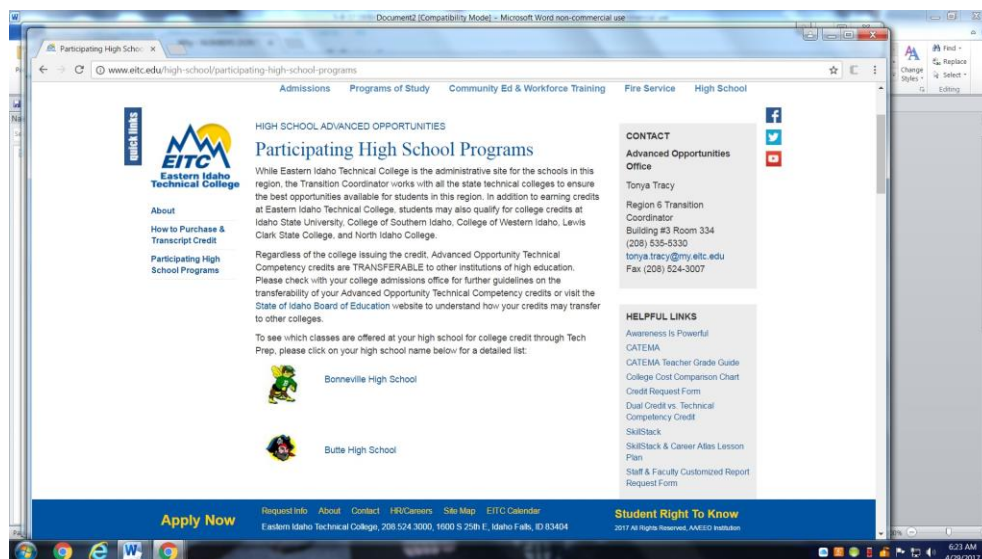 Document2 [Compatibility Mode] - Microsoft Word non-commercial use
Participating High Schoo
www.eitc.edu/high-school/participating-high-school-programs
Find
Replace
Select
Change Styles
Editing
Admissions Programs of Study Community Ed & Workforce Training Fire Service High School
quick links
EITC
Eastern Idaho
Technical College
About
How to Purchase &
Transcript Credit
Participating High
School Programs
HIGH SCHOOL ADVANCED OPPORTUNITIES
Participating High School Programs
While Eastern Idaho Technical College is the administrative site for the schools in this
region, the Transition Coordinator works with all the state technical colleges to ensure
the best opportunities available for students in this region. In addition to earning credits
at Eastern Idaho Technical College, students may also qualify for college credits at
Idaho State University, College of Southern Idaho, College of Western Idaho, Lewis
Clark State College, and North Idaho College.
Regardless of the college issuing the credit, Advanced Opportunity Technical
Competency credits are TRANSFERABLE to other institutions of high education.
Please check with your college admissions office for further guidelines on the
transferability of your Advanced Opportunity Technical Competency credits or visit the
State of Idaho Board of Education website to understand how your credits may transfer
to other colleges.
To see which classes are offered at your high school for college credit through Tech
Prep, please click on your high school name below for a detailed list:
Bonneville High School
Butte High School
CONTACT
Advanced Opportunities
Office
Tonya Tracy
Region 6 Transition
Coordinator
Building #3 Room 334
(208) 535-5330
tonya.tracy@my.eitc.edu
Fax (208) 524-3007
HELPFUL LINKS
Awareness Is Powerful
CATEMA
CATEMA Teacher Grade Guide
College Cost Comparison Chart
Credit Request Form
Dual Credit vs. Technical
Competency Credit
SkillStack
SkillStack & Career Atlas Lesson
Plan
Staff & Faculty Customized Report
Request Form
Apply Now
Request Info About Contact HR/Careers Site Map EITC Calendar
Eastern Idaho Technical College, 208.524.3000, 1600 S 25th E, Idaho Falls, ID 83404
Student Right To Know
2017 All Rights Reserved, AA/EEO Institution
6:23 AM
4/29/2017